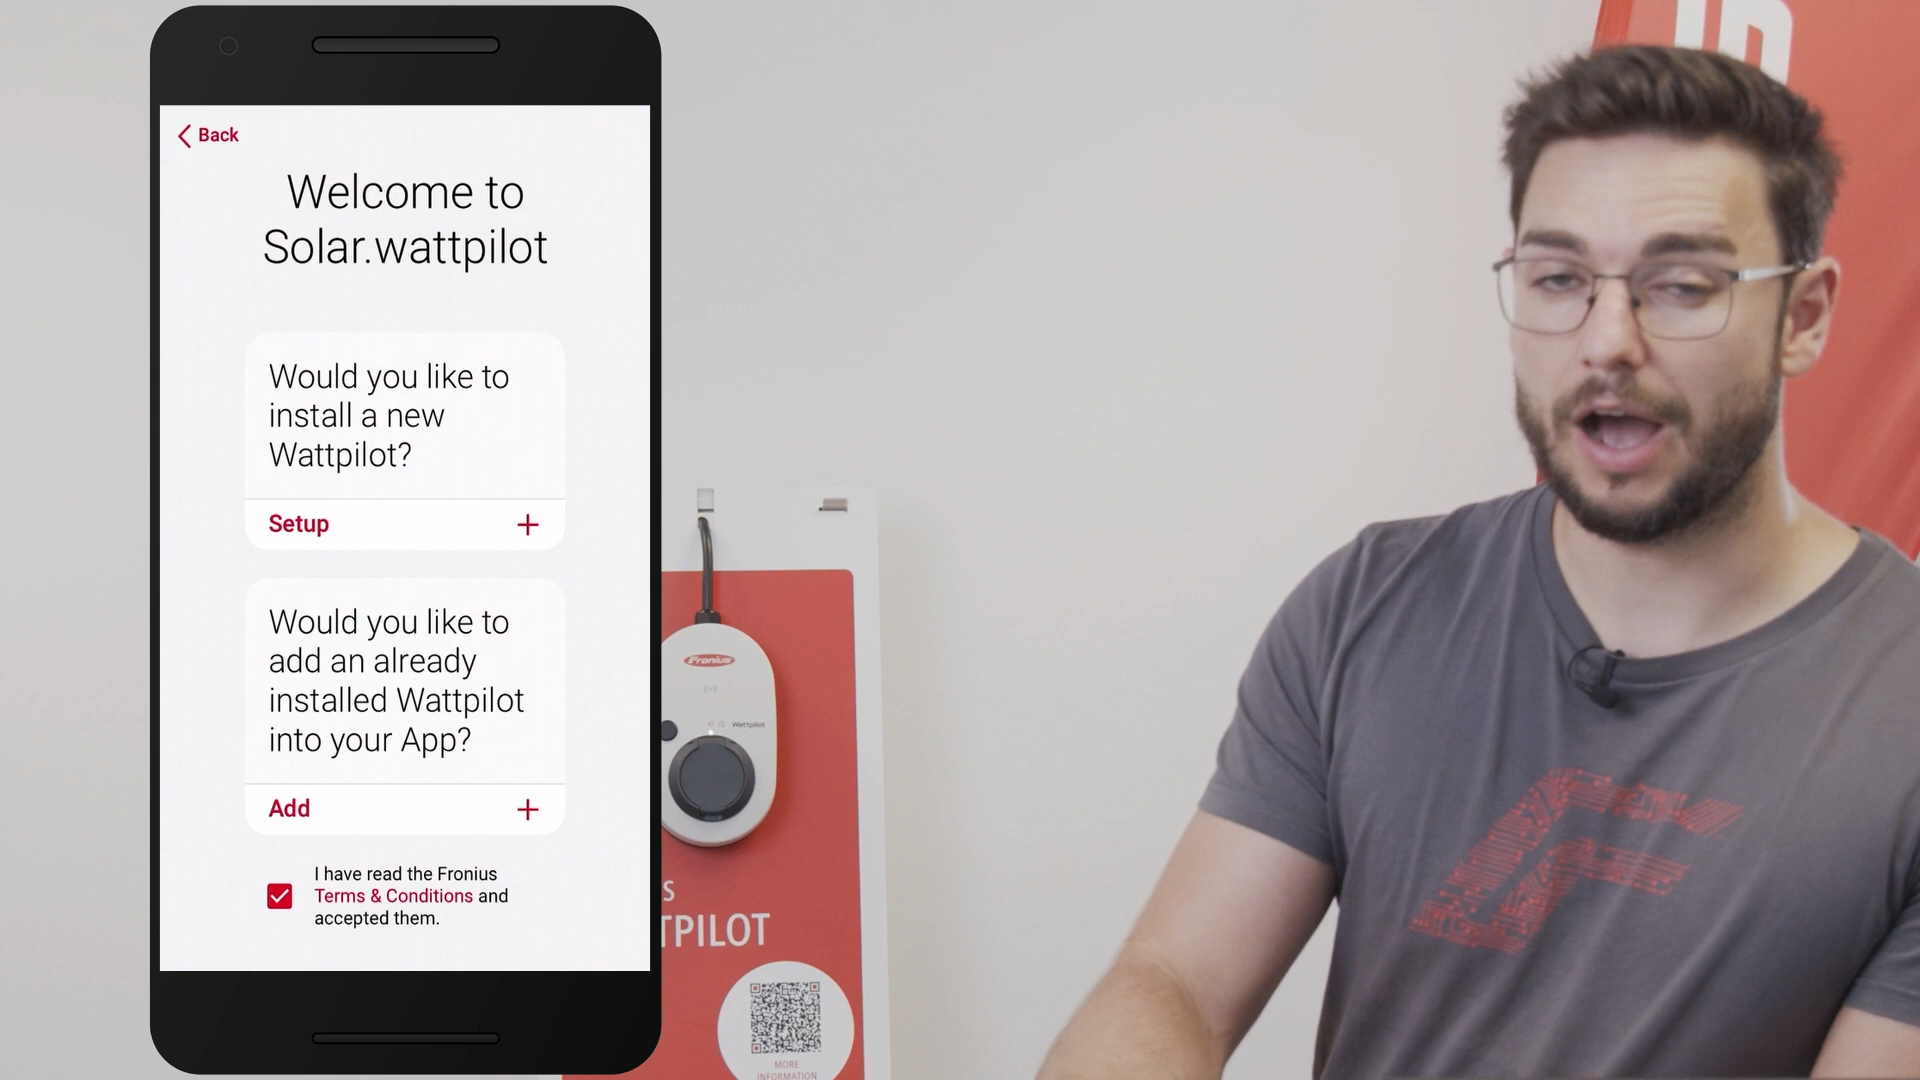 Back
Welcome to
Solar.wattpilot
Would you like to
install a new
Wattpilot?
Setup
Would you like to
add an already
installed Wattpilot
into your App?
Add
I have read the Fronius
Terms & Conditions and
accepted them.
Fronius
Wattpilot
S
TPILOT
MORE
INFORMATION